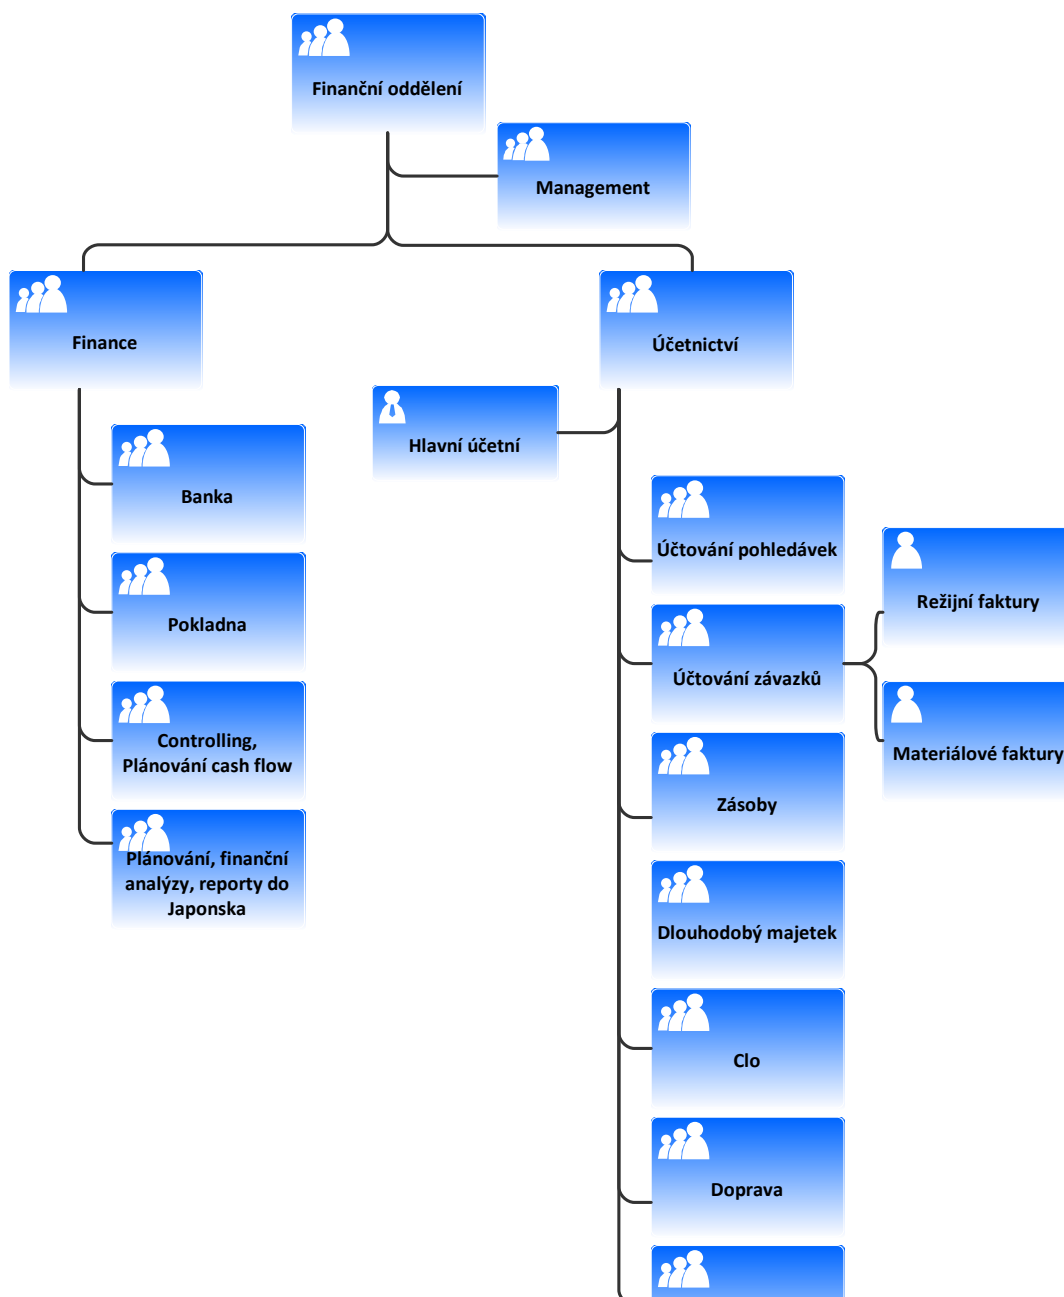 Finanční oddělení
Management
Finance
Účetnictví
Hlavní účetní
Banka
Pokladna
Controlling,
Plánování cash flow
Plánování, finanční
analýzy, reporty do
Japonska
Účtování pohledávek
Účtování závazků
Režijní faktury
Materiálové faktury
Zásoby
Dlouhodobý majetek
Clo
Doprava